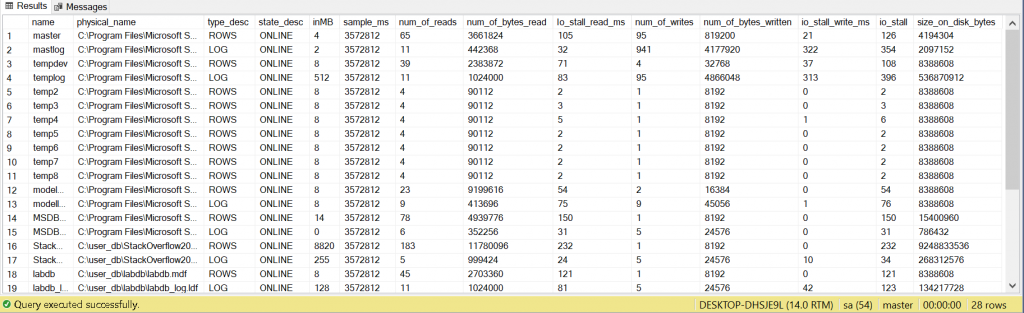 Results Messages
name physical_name type_desc state_desc inMB sample_ms num_of_reads num_of_bytes_read Io_stall_read_ms num_of_writes num_of_bytes_written io_stall_write_ms io_stall size_on_disk_bytes
1 master C:\Program Files\Microsoft S... ROWS ONLINE 4 3572812 65 3661824 105 95 819200 21 126 4194304
2 mastlog C:\Program Files\Microsoft S... LOG ONLINE 2 3572812 11 442368 32 941 4177920 322 354 2097152
3 tempdev C:\Program Files\Microsoft S... ROWS ONLINE 8 3572812 39 2383872 71 4 32768 37 108 8388608
4 templog C:\Program Files\Microsoft S... LOG ONLINE 512 3572812 11 1024000 83 95 4866048 313 396 536870912
5 temp2 C:\Program Files\Microsoft S... ROWS ONLINE 8 3572812 4 90112 2 1 8192 0 2 8388608
6 temp3 C:\Program Files\Microsoft S... ROWS ONLINE 8 3572812 4 90112 3 1 8192 0 3 8388608
7 temp4 C:\Program Files\Microsoft S... ROWS ONLINE 8 3572812 4 90112 5 1 8192 1 6 8388608
8 temp5 C:\Program Files\Microsoft S... ROWS ONLINE 8 3572812 4 90112 2 1 8192 0 2 8388608
9 temp6 C:\Program Files\Microsoft S... ROWS ONLINE 8 3572812 4 90112 2 1 8192 0 2 8388608
10 temp7 C:\Program Files\Microsoft S... ROWS ONLINE 8 3572812 4 90112 2 1 8192 0 2 8388608
11 temp8 C:\Program Files\Microsoft S... ROWS ONLINE 8 3572812 4 90112 2 1 8192 0 2 8388608
12 model... C:\Program Files\Microsoft S... ROWS ONLINE 8 3572812 23 9199616 54 2 16384 0 54 8388608
13 modell... C:\Program Files\Microsoft S... LOG ONLINE 8 3572812 9 413696 75 9 45056 1 76 8388608
14 MSDB... C:\Program Files\Microsoft S... ROWS ONLINE 14 3572812 78 4939776 150 1 8192 0 150 15400960
15 MSDB... C:\Program Files\Microsoft S... LOG ONLINE 0 3572812 6 352256 31 5 24576 0 31 786432
16 Stack... C:\user_db\StackOverflow20... ROWS ONLINE 8820 3572812 183 11780096 232 1 8192 0 232 9248833536
17 Stack... C:\user_db\StackOverflow20... LOG ONLINE 255 3572812 5 999424 24 5 24576 10 34 268312576
18 labdb C:\user_db\labdb\labdb.mdf ROWS ONLINE 8 3572812 45 2703360 121 1 8192 0 121 8388608
19 labdb_l... C:\user_db\labdb\labdb_log.ldf LOG ONLINE 128 3572812 11 1024000 81 5 24576 42 123 134217728
Query executed successfully. DESKTOP-DHSJE9L (14.0 RTM) sa (54) master 00:00:00 28 rows